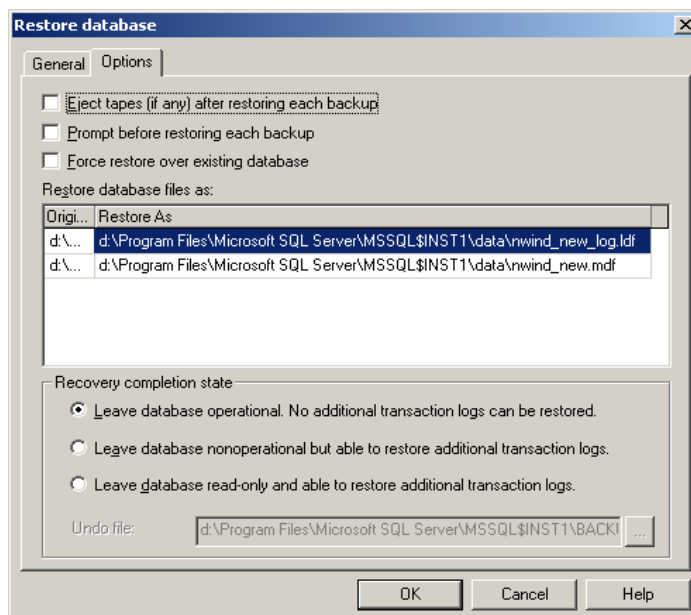 Restore database
General Options
Eject tapes (if any) after restoring each backup
Prompt before restoring each backup
Force restore over existing database
Restore database files as:
Origi... Restore As
d:\... d:\Program Files\Microsoft SQL Server\MSSQL$INST1\data\nwind_new_log.ldf
d:\... d:\Program Files\Microsoft SQL Server\MSSQL$INST1\data\nwind_new.mdf
Recovery completion state
Leave database operational. No additional transaction logs can be restored.
Leave database nonoperational but able to restore additional transaction logs.
Leave database read-only and able to restore additional transaction logs.
Undo file: d:\Program Files\Microsoft SQL Server\MSSQL$INST1\BACK ...
OK Cancel Help